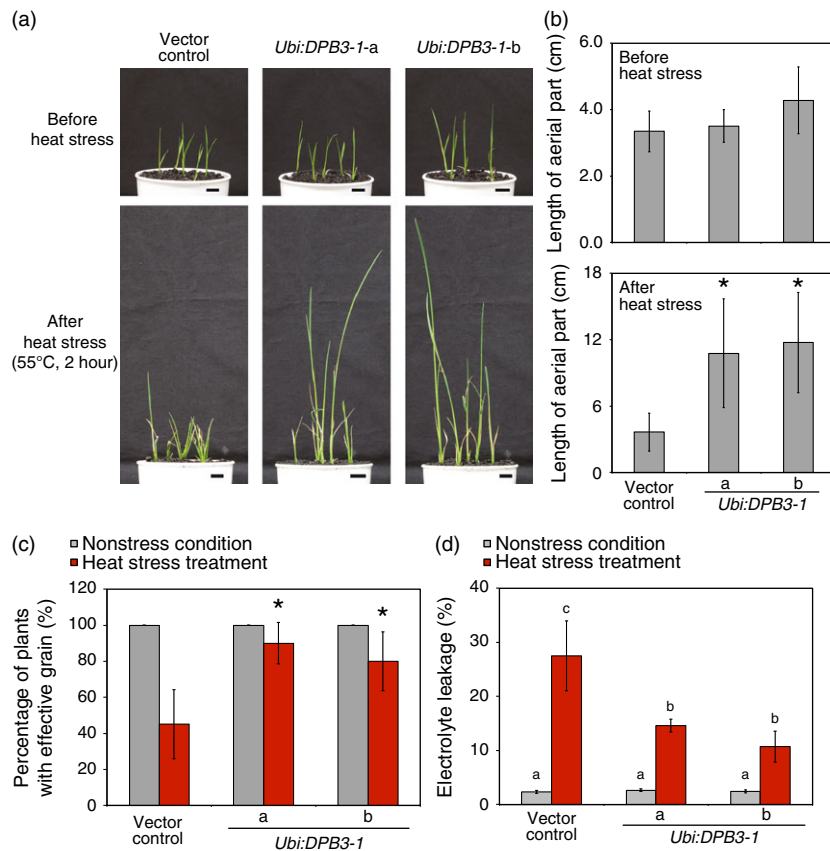 (a)
Vector
control
Ubi:DPB3-1-a
Ubi:DPB3-1-b
Before
heat stress
After
heat stress
(55°C, 2 hour)
(b)
Length of aerial part (cm)
6.0
4.0
2.0
0.0
Before
heat stress
Length of aerial part (cm)
18
12
6
0
After
heat stress
*
*
Vector
control
a
b
Ubi:DPB3-1
(c)
Nonstress condition
Heat stress treatment
Percentage of plants
with effective grain (%)
120
100
80
60
40
20
0
*
*
Vector
control
a
b
Ubi:DPB3-1
(d)
Nonstress condition
Heat stress treatment
Electrolyte leakage (%)
40
30
20
10
0
a
c
a
b
a
b
Vector
control
a
b
Ubi:DPB3-1